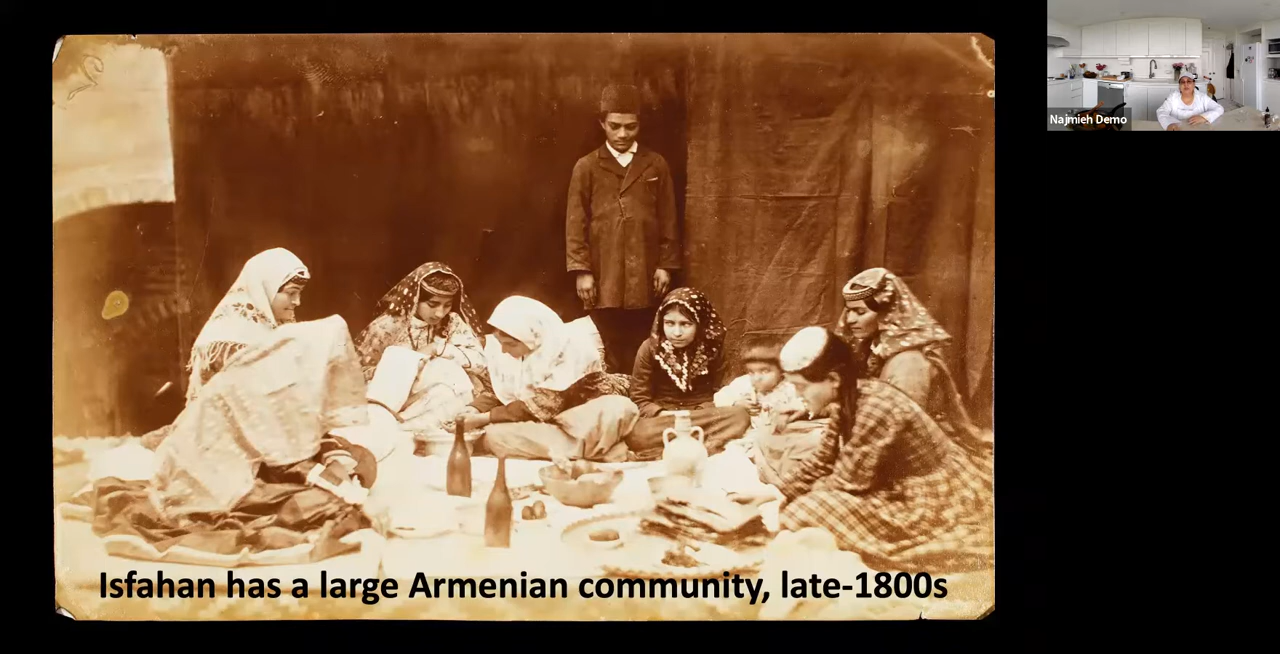 Najmieh Demo
Isfahan has a large Armenian community, late-1800s